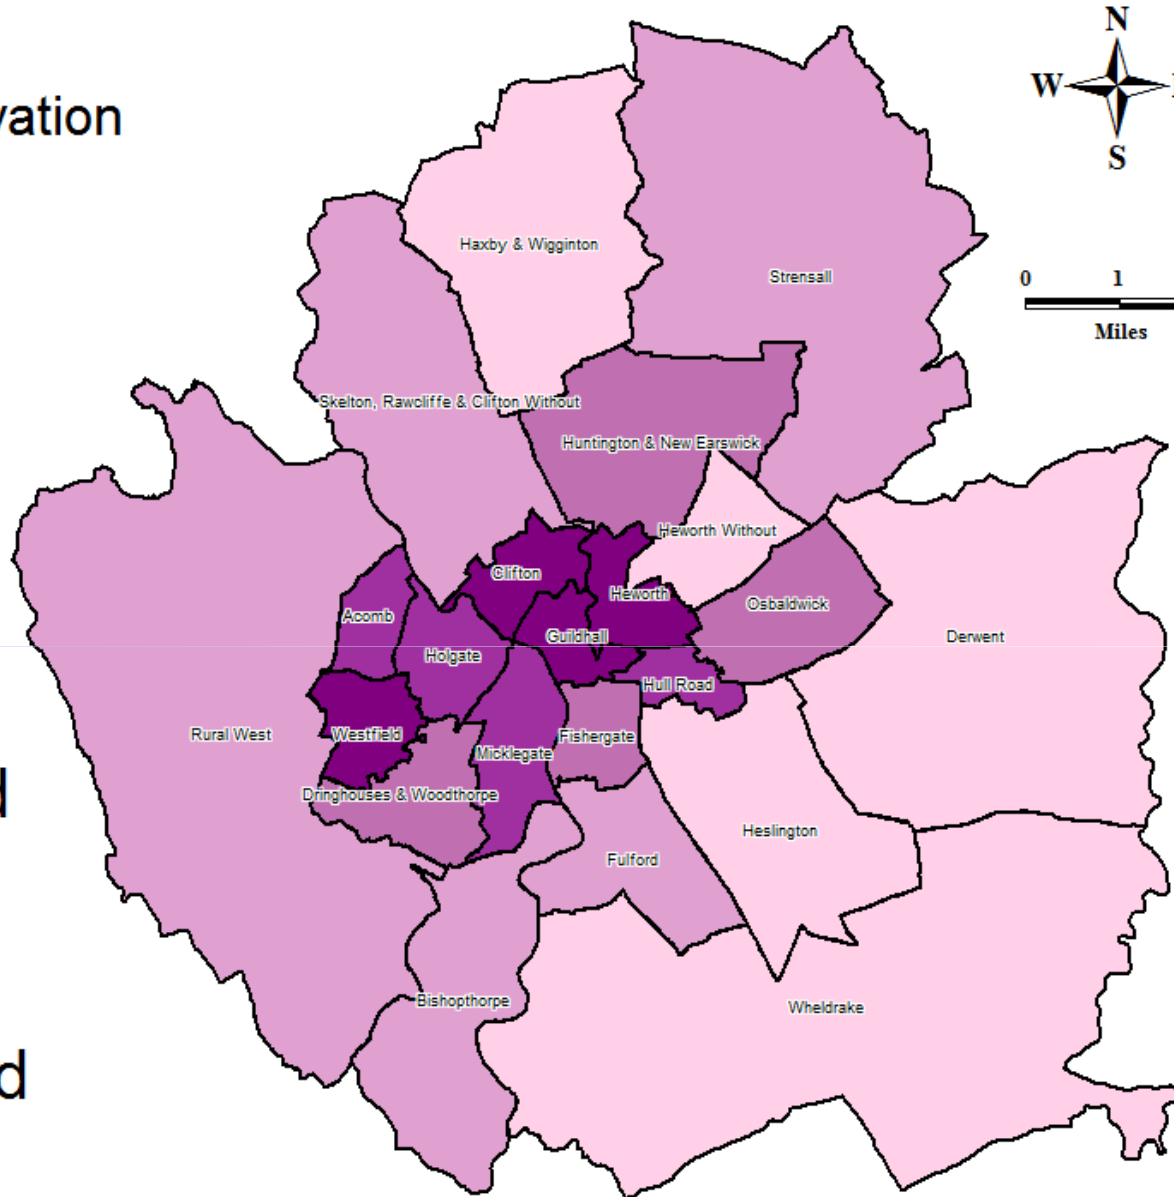 N
vation
W
S
Haxby & Wigginton
Strensall
0 1
Miles
Skelton, Rawcliffe & Clifton Without
Huntington & New Earswick
Heworth Without
Clifton
Heworth
Osbaldwick
Acomb
Guildhall
Derwent
Holgate
Hull Road
Rural West
Westfield
Fishergate
Micklegate
d
Dringhouses & Woodthorpe
Heslington
Fulford
Bishopthorpe
Wheldrake
d